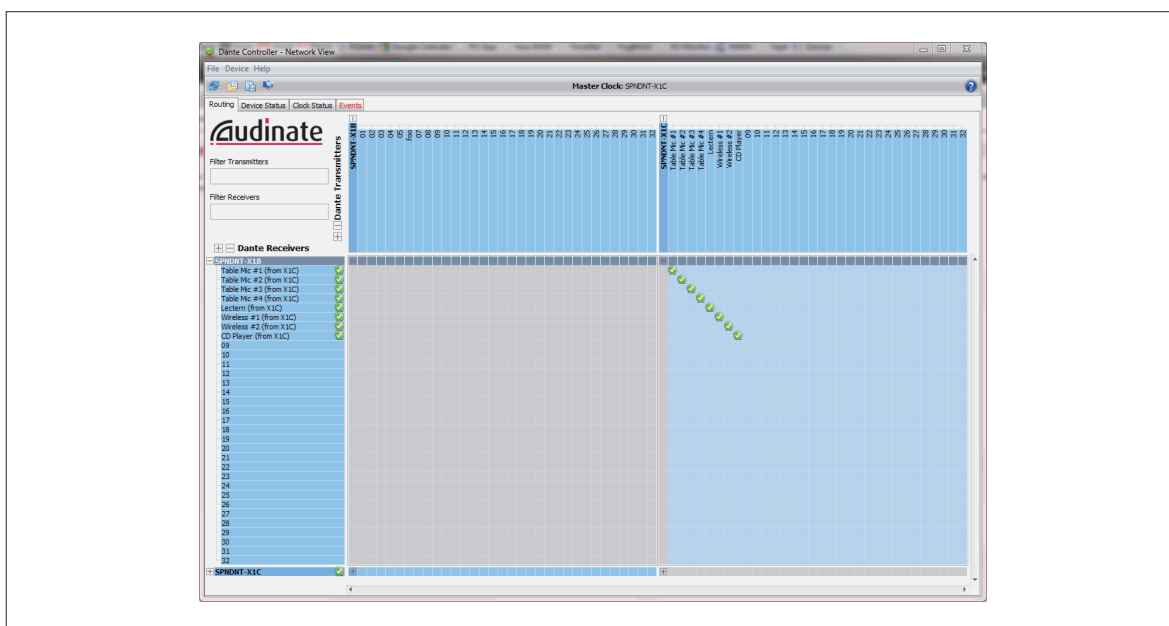 Dante Controller - Network View
File Device Help
Master Clock: SPNDNT-X1C
Routing Device Status Clock Status Events
Audinate
Filter Transmitters
Filter Receivers
Dante Transmitters
SPNDNT-X1B
01
02
03
04
05
Foo
07
08
09
10
11
12
13
14
15
16
17
18
19
20
21
22
23
24
25
26
27
28
29
30
31
32
SPNDNT-X1C
Table Mic #1
Table Mic #2
Table Mic #3
Table Mic #4
Lectern
Wireless #1
Wireless #2
CD Player
09
10
11
12
13
14
15
16
17
18
19
20
21
22
23
24
25
26
27
28
29
30
31
32
Dante Receivers
SPNDNT-X1B
Table Mic #1 (from X1C)
Table Mic #2 (from X1C)
Table Mic #3 (from X1C)
Table Mic #4 (from X1C)
Lectern (from X1C)
Wireless #1 (from X1C)
Wireless #2 (from X1C)
CD Player (from X1C)
09
10
11
12
13
14
15
16
17
18
19
20
21
22
23
24
25
26
27
28
29
30
31
32
SPNDNT-X1C